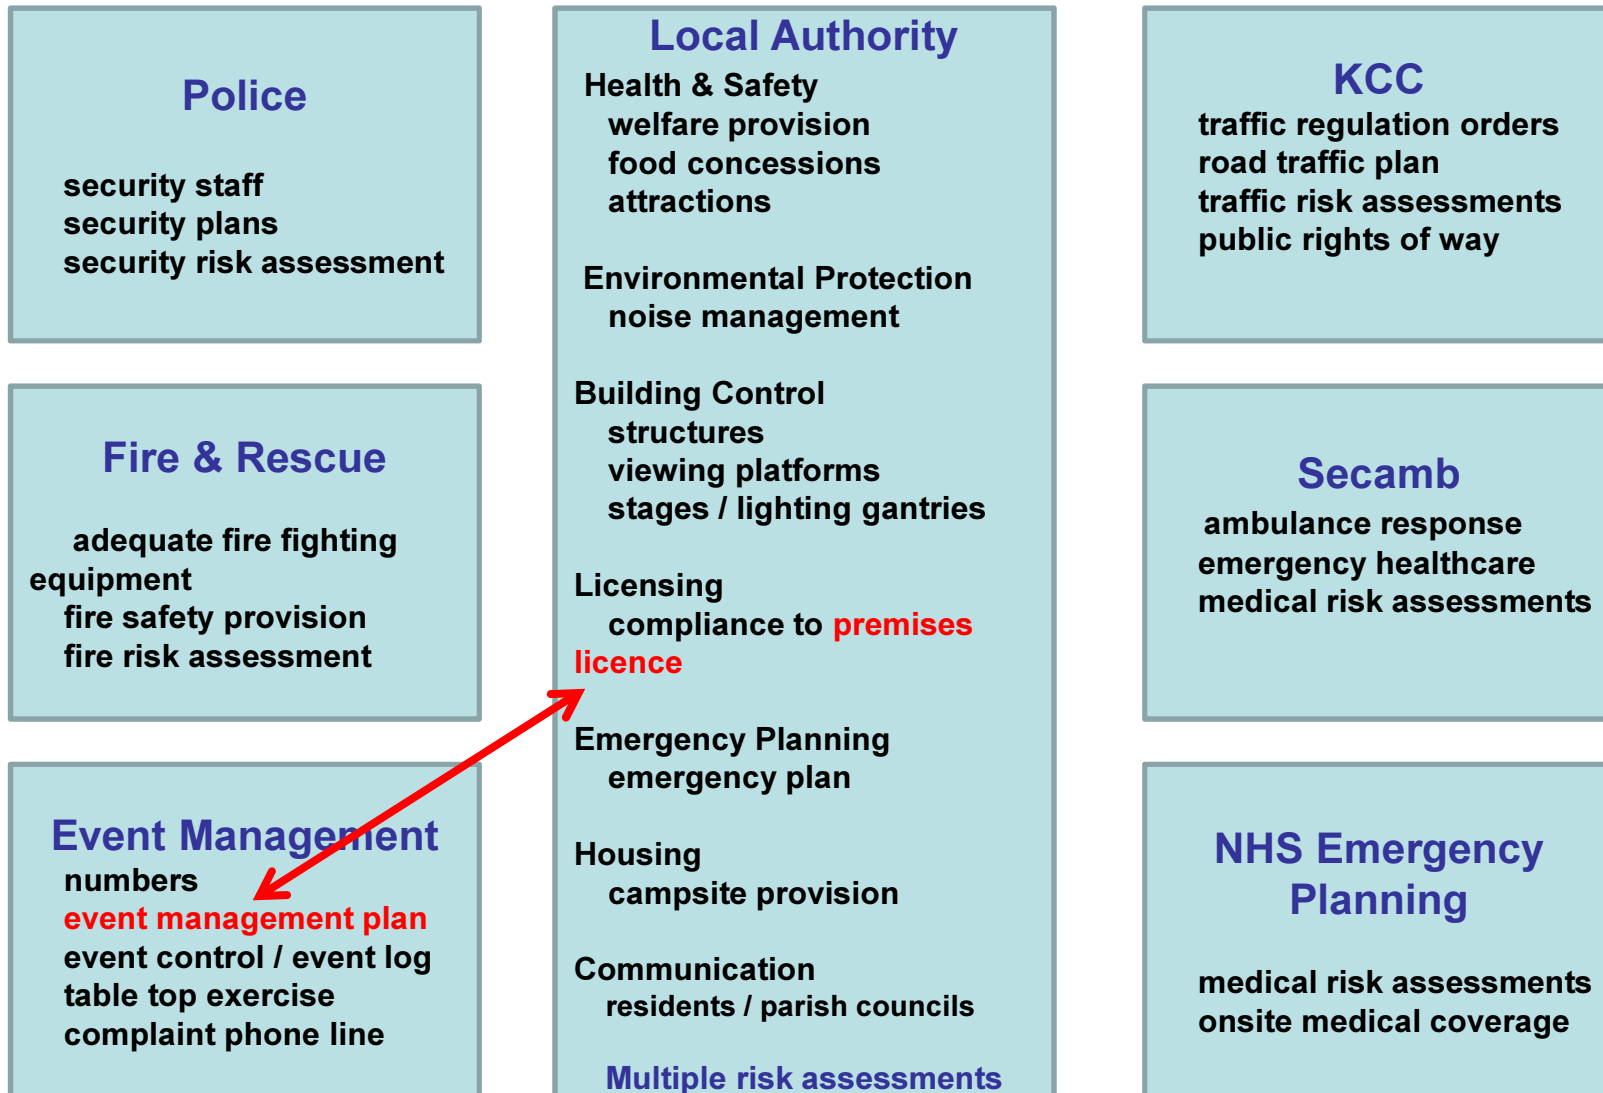 Police
security staff
security plans
security risk assessment
Fire & Rescue
adequate fire fighting
equipment
fire safety provision
fire risk assessment
Event Management
numbers
event management plan
event control / event log
table top exercise
complaint phone line
Local Authority
Health & Safety
welfare provision
food concessions
attractions
Environmental Protection
noise management
Building Control
structures
viewing platforms
stages / lighting gantries
Licensing
compliance to premises
licence
Emergency Planning
emergency plan
Housing
campsite provision
Communication
residents / parish councils
Multiple risk assessments
KCC
traffic regulation orders
road traffic plan
traffic risk assessments
public rights of way
Secamb
ambulance response
emergency healthcare
medical risk assessments
NHS Emergency
Planning
medical risk assessments
onsite medical coverage